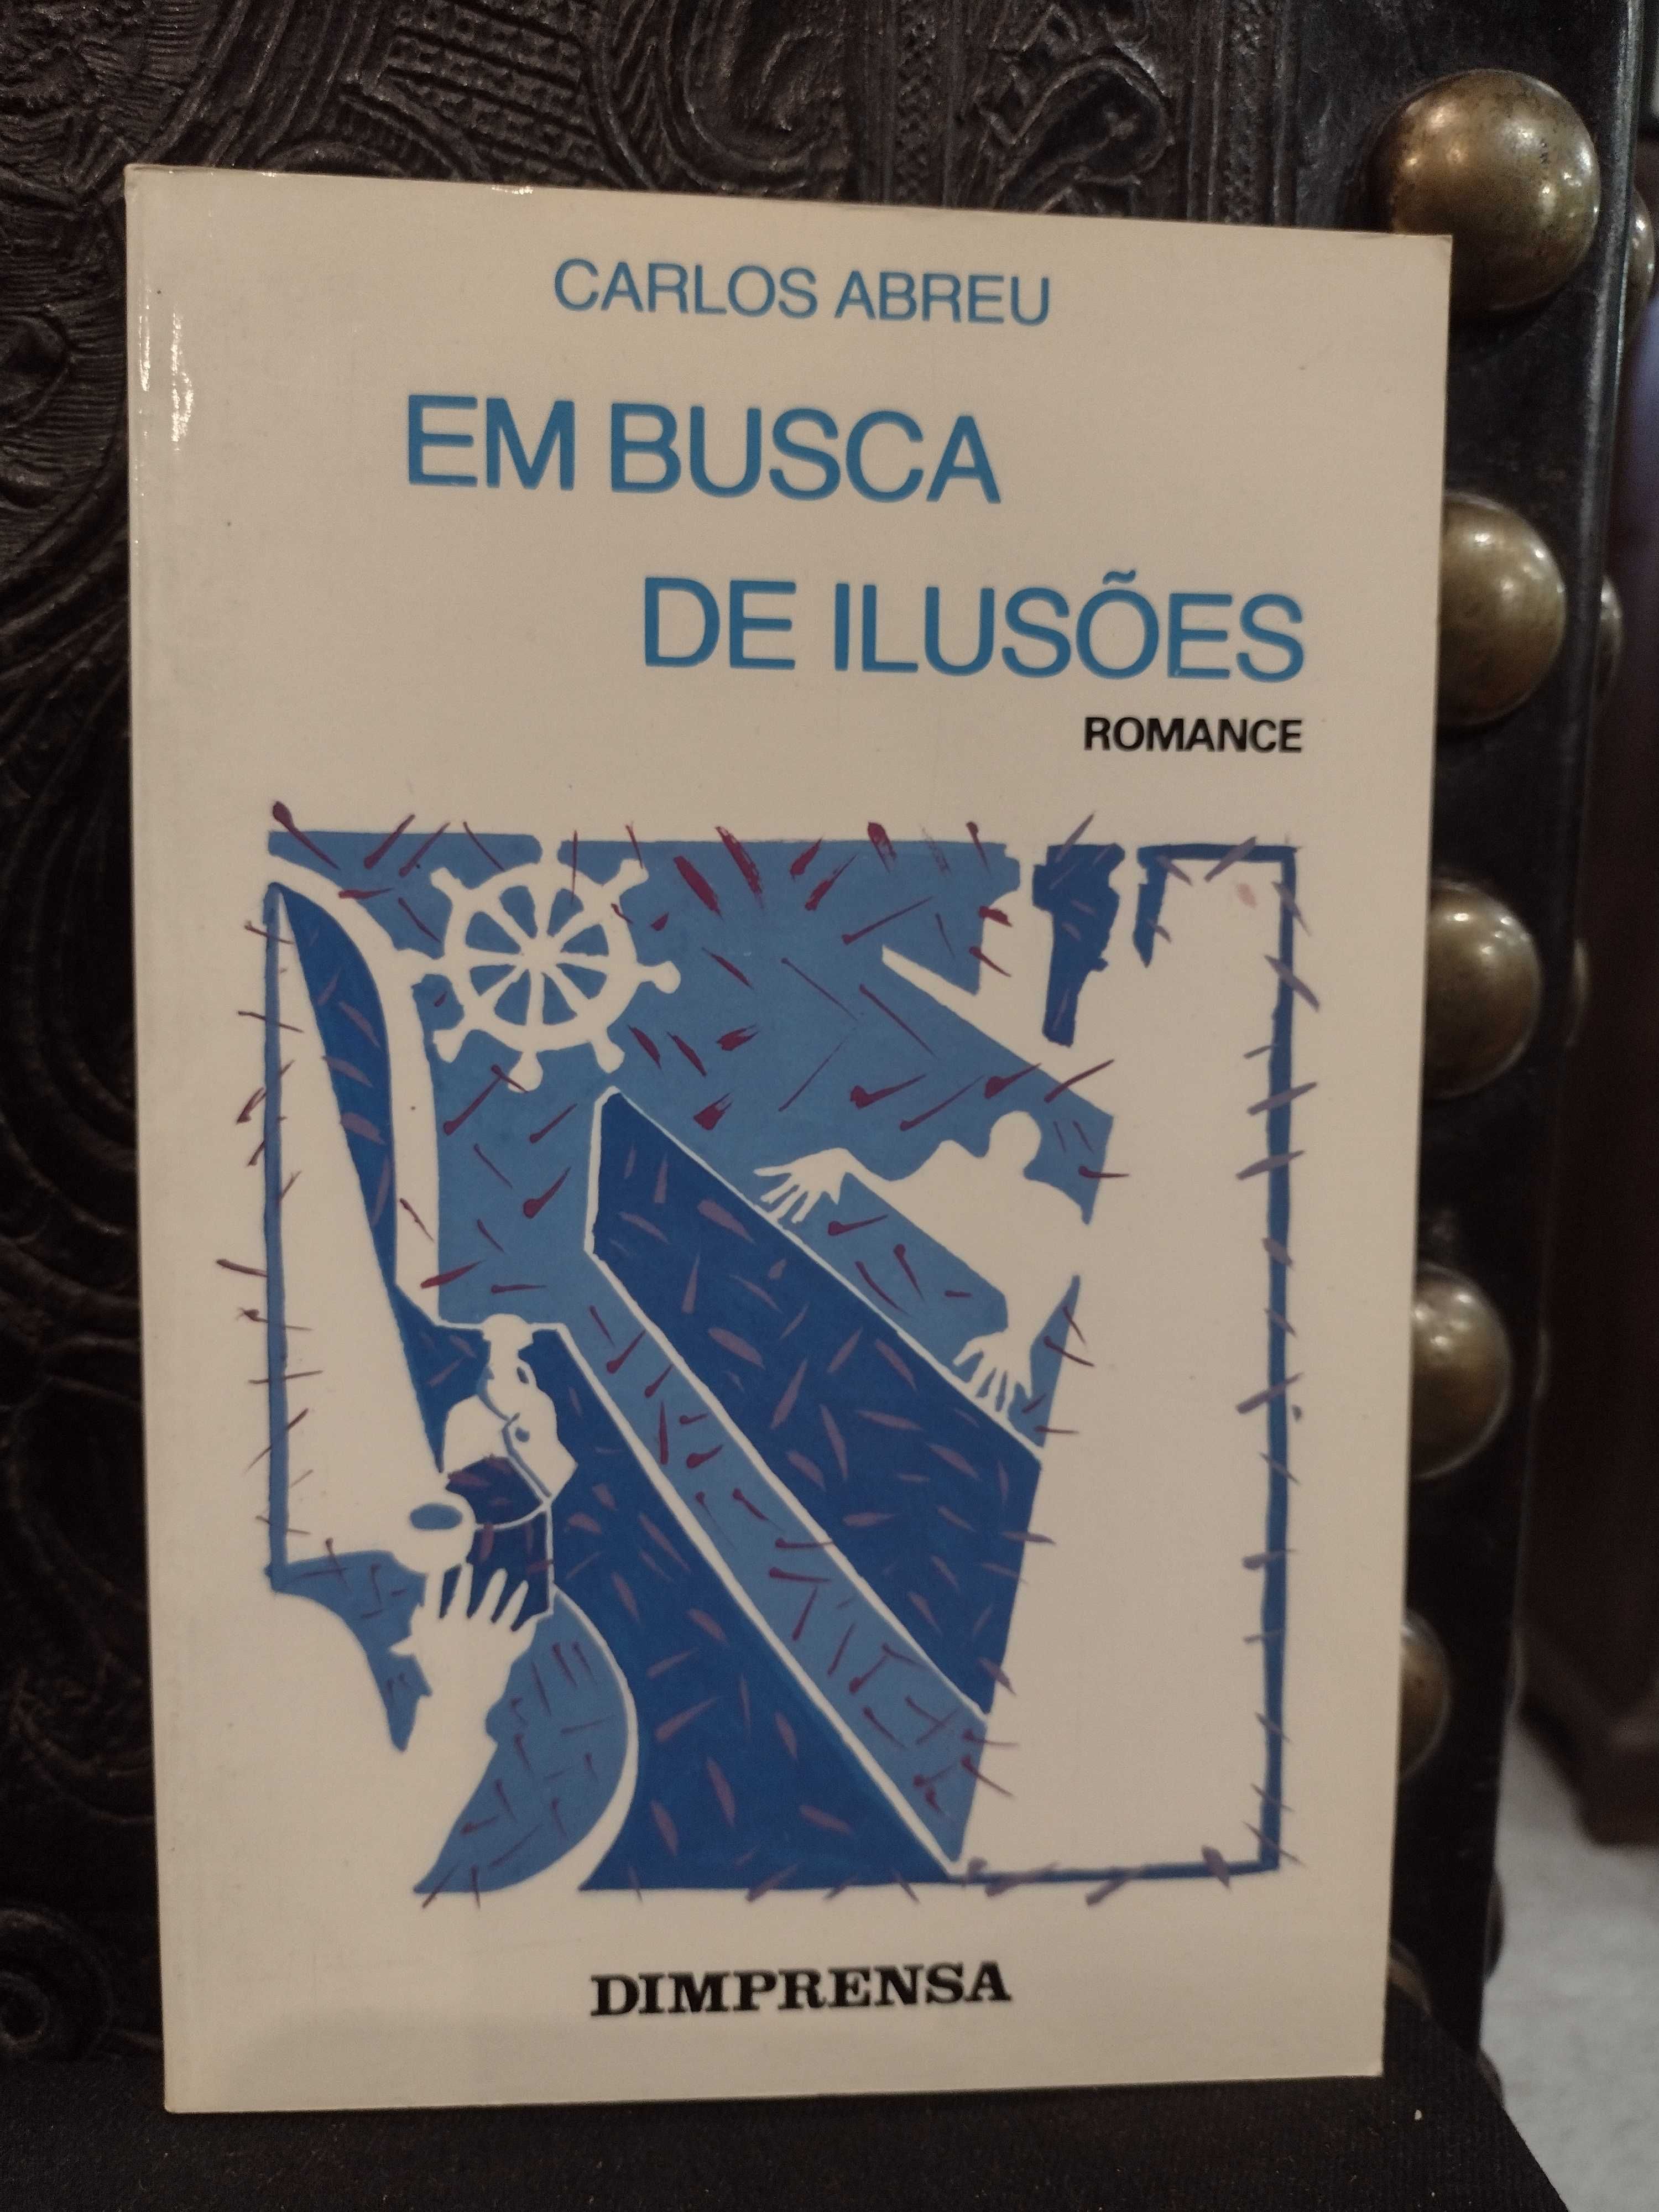 CARLOS ABREU
EM BUSCA
DE ILUSÕES
ROMANCE
DIMPRENSA